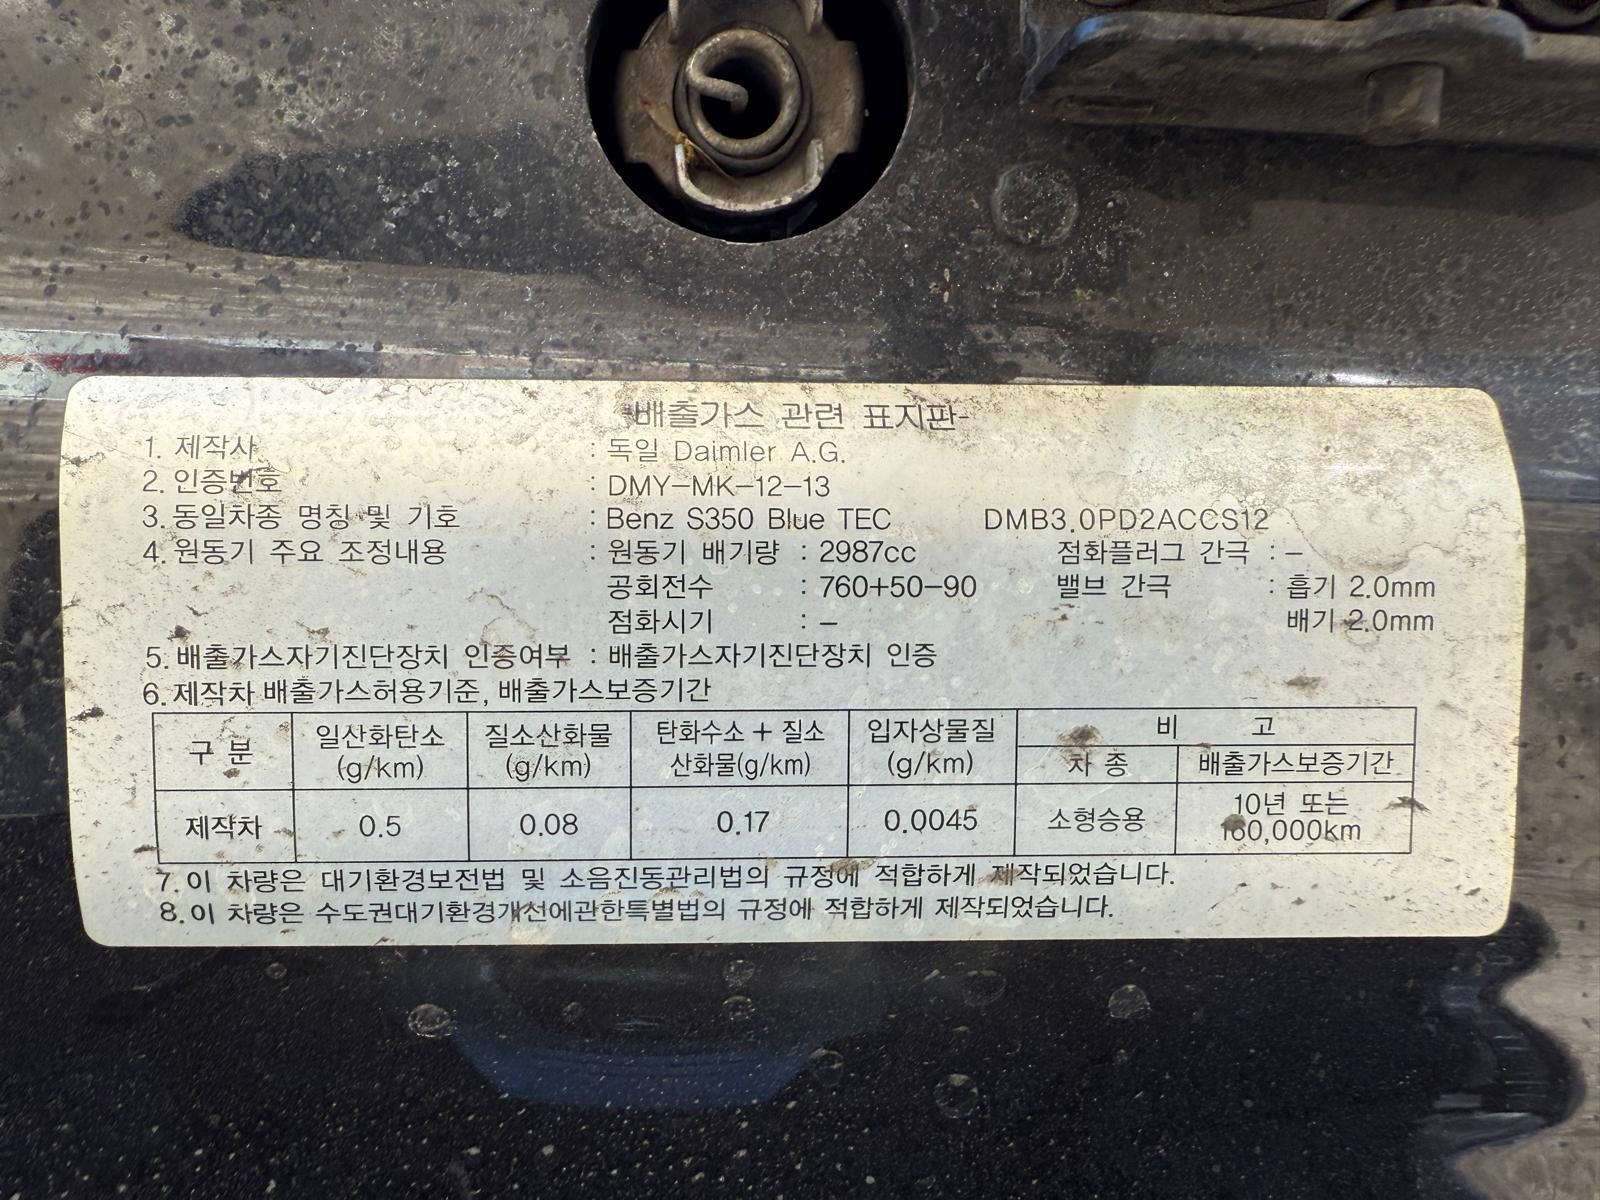 -배출가스 관련 표지판-
1. 제작사 : 독일 Daimler A.G.
2. 인증번호 : DMY-MK-12-13
3. 동일차종 명칭 및 기호 : Benz S350 Blue TEC DMB3.0PD2ACCS12
4. 원동기 주요 조정내용 : 원동기 배기량 : 2987cc 점화플러그 간극 : -
공회전수 : 760+50-90 밸브 간극 : 흡기 2.0mm
점화시기 : - 배기 2.0mm
5. 배출가스자기진단장치 인증여부 : 배출가스자기진단장치 인증
6. 제작차 배출가스허용기준, 배출가스보증기간
구 분 일산화탄소 (g/km) 질소산화물 (g/km) 탄화수소 + 질소산화물(g/km) 입자상물질 (g/km) 비 고
차 종 배출가스보증기간
제작차 0.5 0.08 0.17 0.0045 소형승용 10년 또는 160,000km
7. 이 차량은 대기환경보전법 및 소음진동관리법의 규정에 적합하게 제작되었습니다.
8. 이 차량은 수도권대기환경개선에관한특별법의 규정에 적합하게 제작되었습니다.